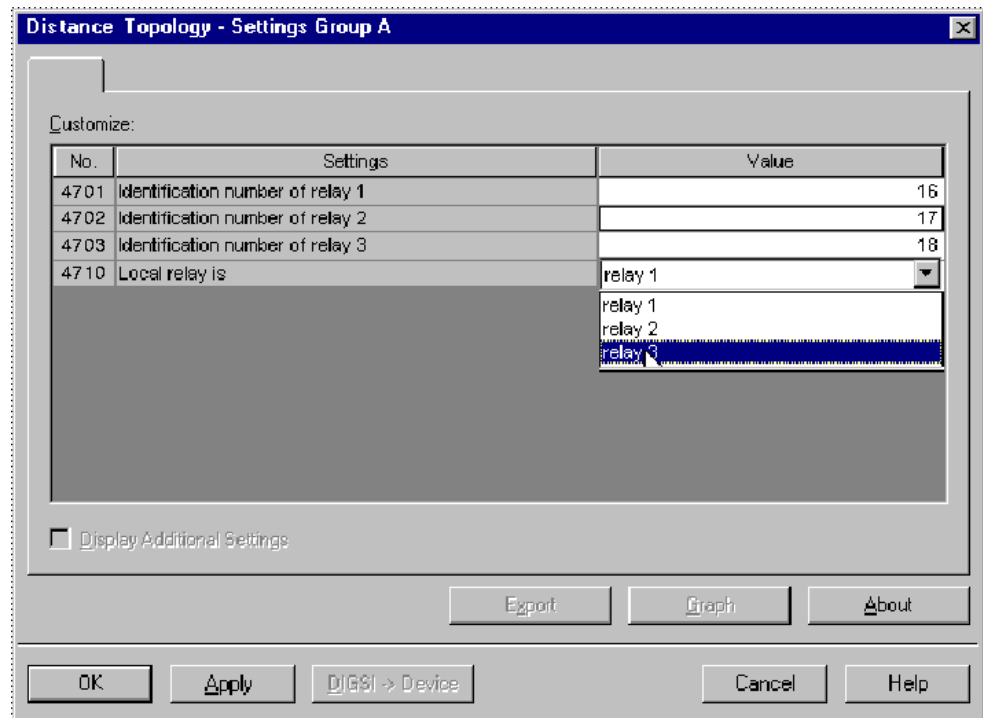 Distance Topology - Settings Group A
Customize:
No. Settings Value
4701 Identification number of relay 1 16
4702 Identification number of relay 2 17
4703 Identification number of relay 3 18
4710 Local relay is relay 1
relay 1
relay 2
relay 3
Display Additional Settings
Export Graph About
OK Apply DIGSI -> Device Cancel Help